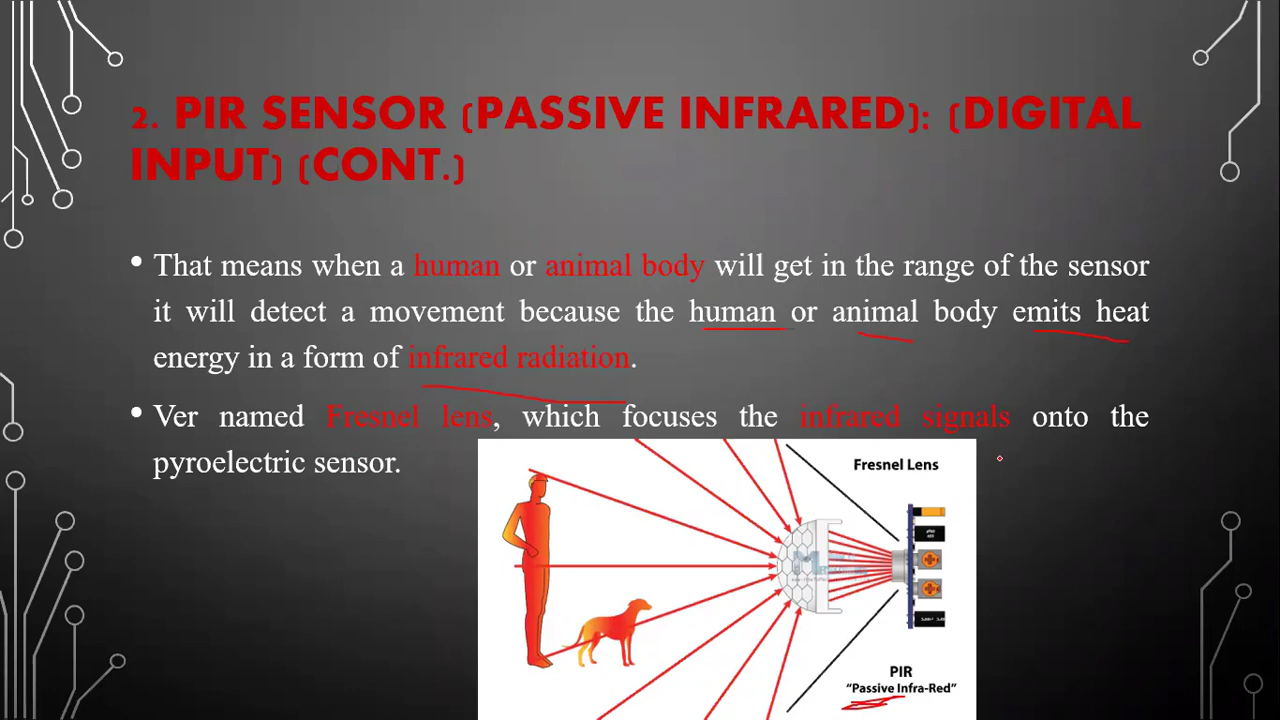 2. PIR SENSOR (PASSIVE INFRARED): (DIGITAL
INPUT) (CONT.)
• That means when a human or animal body will get in the range of the sensor
it will detect a movement because the human or animal body emits heat
energy in a form of infrared radiation.
• Ver named Fresnel lens, which focuses the infrared signals onto the
pyroelectric sensor.
Fresnel Lens
PIR
"Passive Infra-Red"